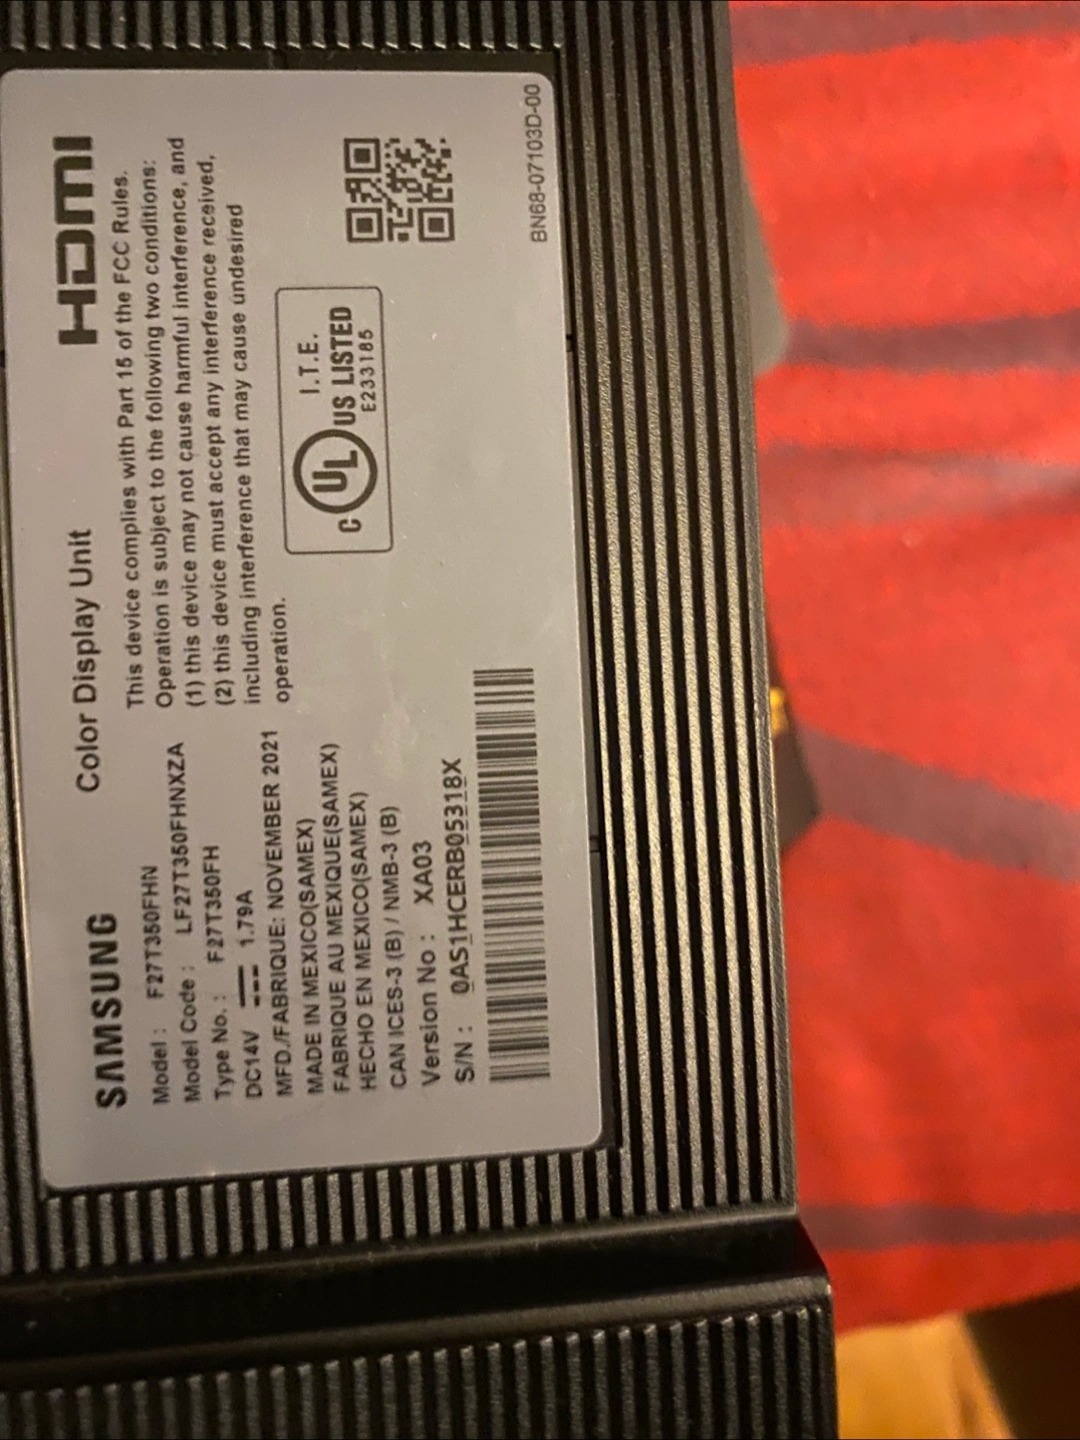 SAMSUNG
Color Display Unit
HDMI
Model : F27T350FHN
Model Code : LF27T350FHNXZA
Type No. : F27T350FH
DC14V ⎓ 1.79A
MFD./FABRIQUE: NOVEMBER 2021
MADE IN MEXICO(SAMEX)
FABRIQUE AU MEXIQUE(SAMEX)
HECHO EN MEXICO(SAMEX)
CAN ICES-3 (B) / NMB-3 (B)
Version No : XA03
S/N : 0AS1HCERB05318X
This device complies with Part 15 of the FCC Rules.
Operation is subject to the following two conditions:
(1) this device may not cause harmful interference, and
(2) this device must accept any interference received,
including interference that may cause undesired
operation.
I.T.E.
C UL US LISTED
E233185
BN68-07103D-00